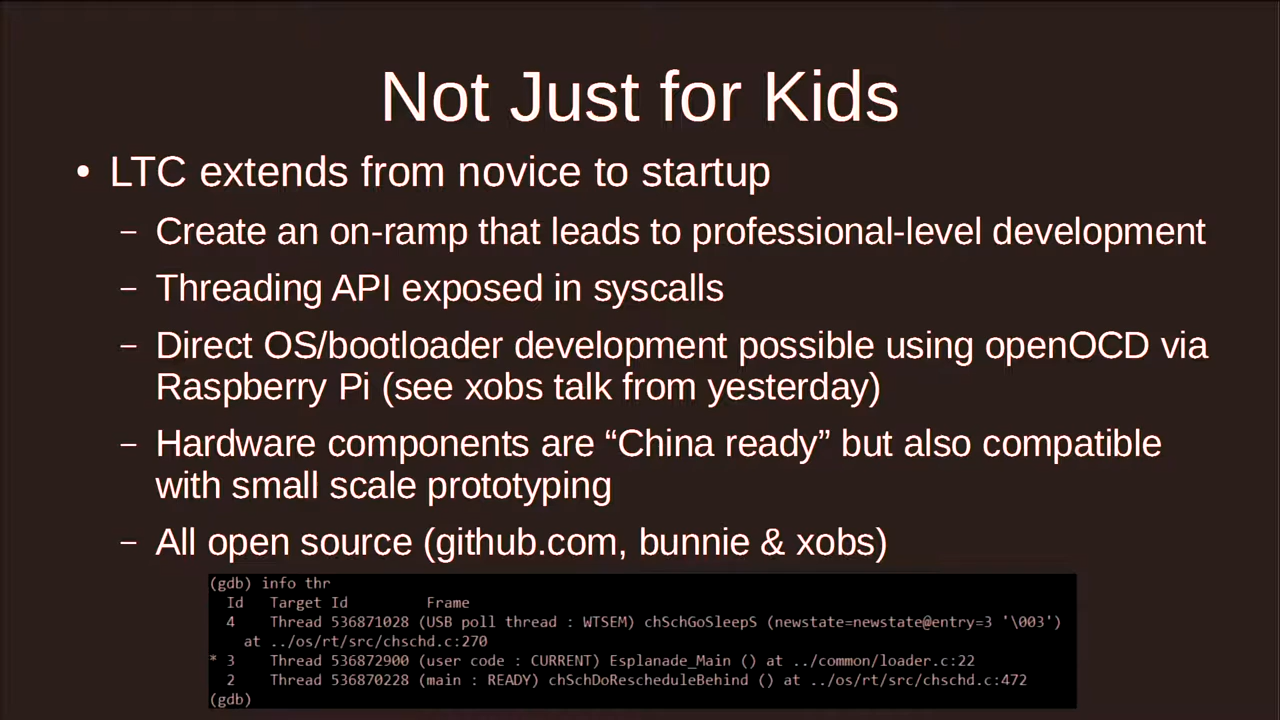 Not Just for Kids
• LTC extends from novice to startup
– Create an on-ramp that leads to professional-level development
– Threading API exposed in syscalls
– Direct OS/bootloader development possible using openOCD via
Raspberry Pi (see xobs talk from yesterday)
– Hardware components are “China ready” but also compatible
with small scale prototyping
– All open source (github.com, bunnie & xobs)
(gdb) info thr
Id Target Id Frame
4 Thread 536871028 (USB poll thread : WTSEM) chSchGoSleepS (newstate=newstate@entry=3 '\003')
at ../os/rt/src/chschd.c:270
* 3 Thread 536872900 (user code : CURRENT) Esplanade_Main () at ../common/loader.c:22
2 Thread 536870228 (main : READY) chSchDoRescheduleBehind () at ../os/rt/src/chschd.c:472
(gdb)